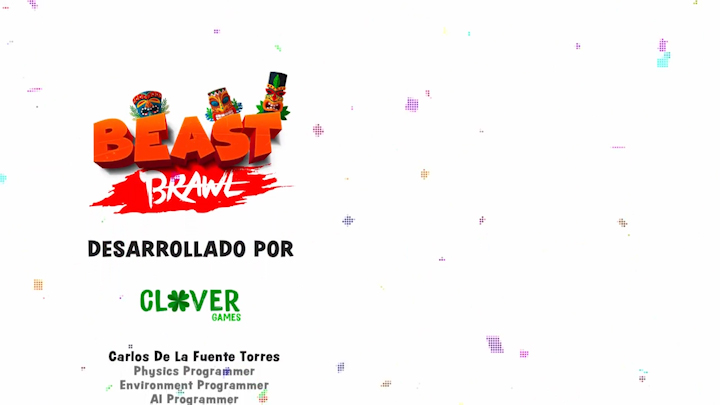 BEAST
BRAWL
DESARROLLADO POR
CLOVER
GAMES
Carlos De La Fuente Torres
Physics Programmer
Environment Programmer
AI Programmer